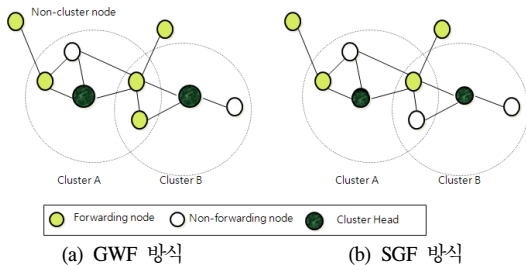 Non-cluster node
Cluster A
Cluster B
Cluster A
Cluster B
Forwarding node
Non-forwarding node
Cluster Head
(a) GWF 방식
(b) SGF 방식